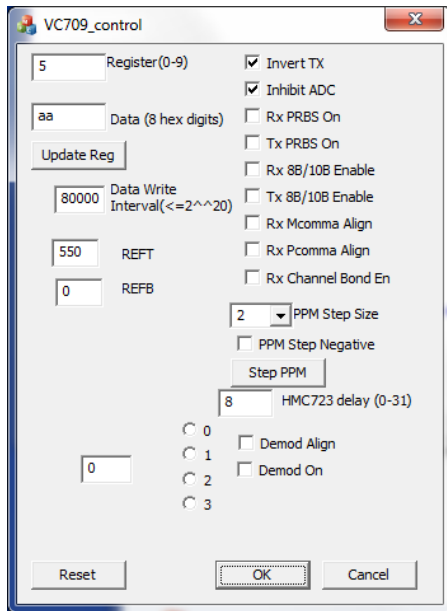 VC709_control
5 Register(0-9)
Invert TX
Inhibit ADC
aa Data (8 hex digits)
Rx PRBS On
Tx PRBS On
Update Reg
Rx 8B/10B Enable
80000 Data Write
Interval(<=2^^20)
Tx 8B/10B Enable
Rx Mcomma Align
550 REFT
Rx Pcomma Align
0 REFB
Rx Channel Bond En
2 PPM Step Size
PPM Step Negative
Step PPM
8 HMC723 delay (0-31)
0
1
2
3
0
Demod Align
Demod On
Reset
OK
Cancel